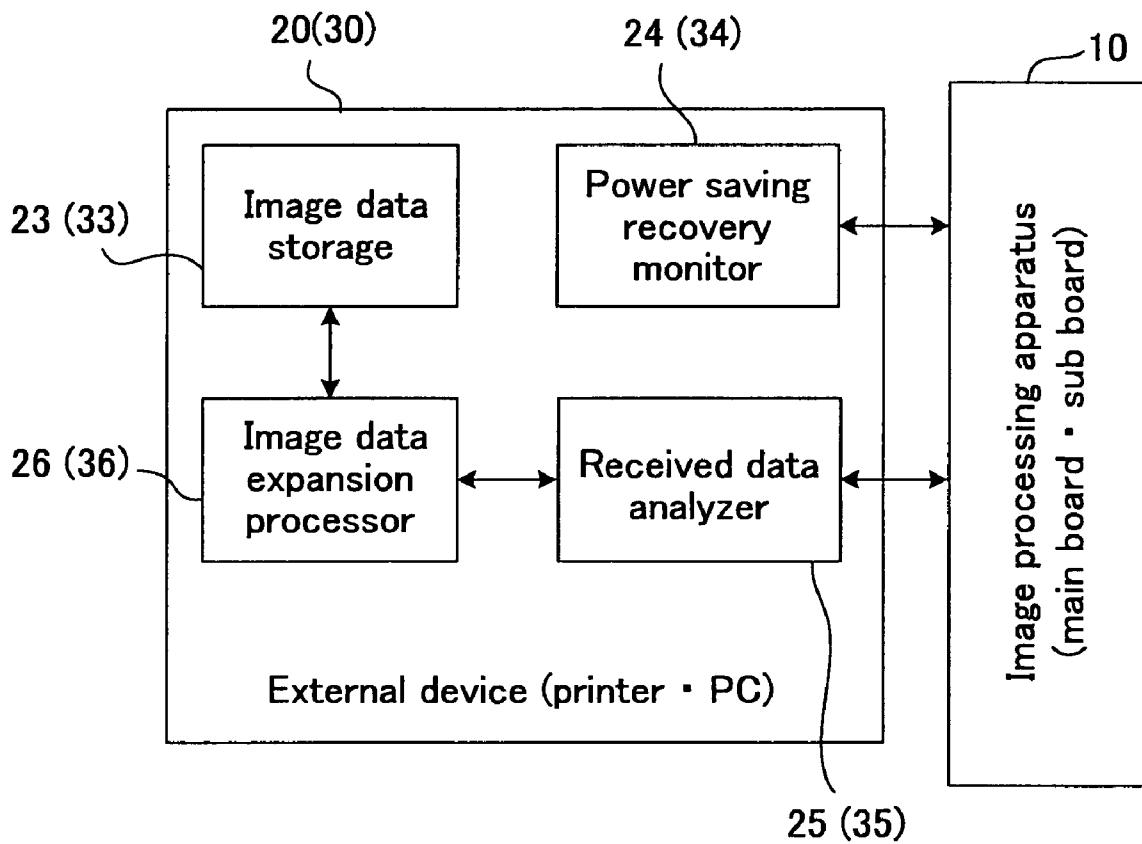 20(30)
24 (34)
10
Image data
storage
23 (33)
Power saving
recovery
monitor
Image data
expansion
processor
26 (36)
Received data
analyzer
Image processing apparatus
(main board・sub board)
External device (printer・PC)
25 (35)